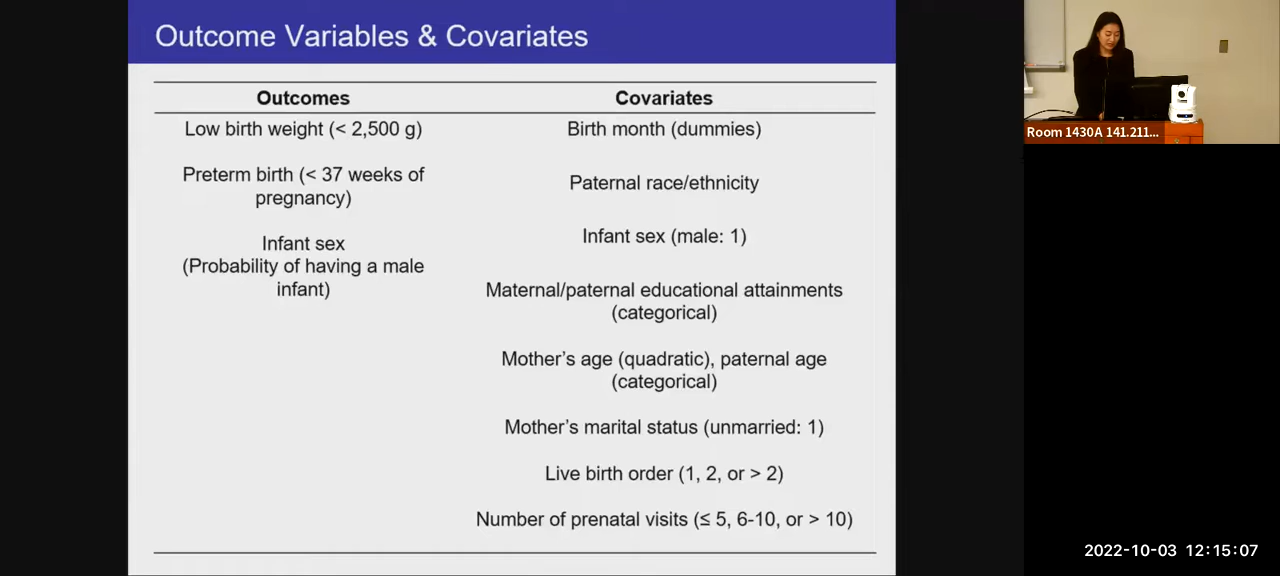 Outcome Variables & Covariates
Outcomes
Covariates
Low birth weight (< 2,500 g)
Birth month (dummies)
Preterm birth (< 37 weeks of
pregnancy)
Paternal race/ethnicity
Infant sex
(Probability of having a male
infant)
Infant sex (male: 1)
Maternal/paternal educational attainments
(categorical)
Mother's age (quadratic), paternal age
(categorical)
Mother's marital status (unmarried: 1)
Live birth order (1, 2, or > 2)
Number of prenatal visits (≤ 5, 6-10, or > 10)
Room 1430A 141.211...
2022-10-03 12:15:07